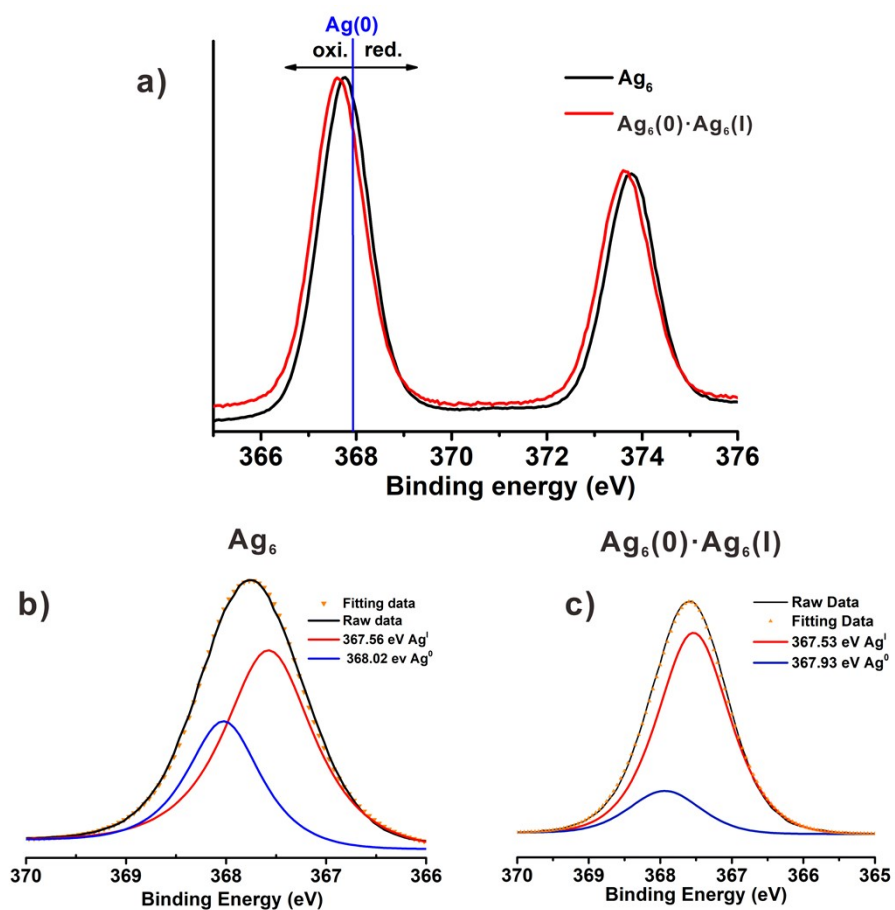 a)
Ag(0)
oxi. red.
Ag₆
Ag₆(0)·Ag₆(I)
366 368 370 372 374 376
Binding energy (eV)
Ag₆
b)
Fitting data
Raw data
367.56 eV Agᴵ
368.02 ev Ag⁰
370 369 368 367 366
Binding Energy (eV)
Ag₆(0)·Ag₆(I)
c)
Raw Data
Fitting Data
367.53 eV Agᴵ
367.93 eV Ag⁰
370 369 368 367 366 365
Binding Energy (eV)